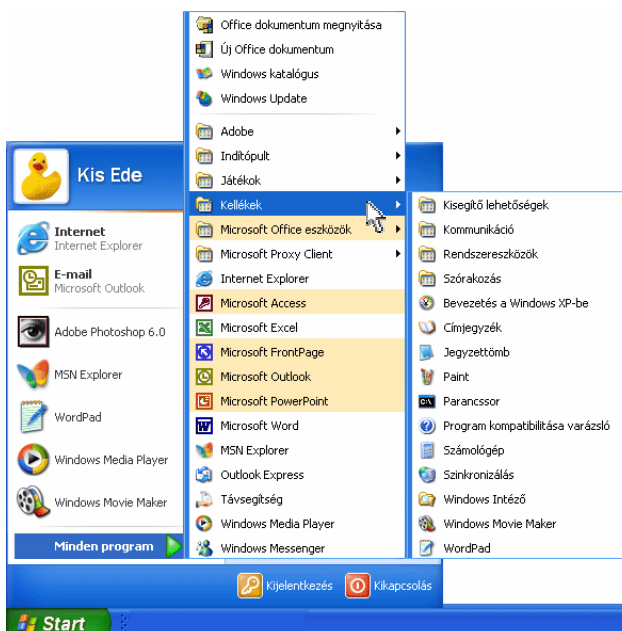 Office dokumentum megnyitása
Új Office dokumentum
Windows katalógus
Windows Update
Adobe
Indítópult
Játékok
Kellékek
Microsoft Office eszközök
Microsoft Proxy Client
Internet Explorer
Microsoft Access
Microsoft Excel
Microsoft FrontPage
Microsoft Outlook
Microsoft PowerPoint
Microsoft Word
MSN Explorer
Outlook Express
Távsegítség
Windows Media Player
Windows Messenger
Kis Ede
Internet
Internet Explorer
E-mail
Microsoft Outlook
Adobe Photoshop 6.0
MSN Explorer
WordPad
Windows Media Player
Windows Movie Maker
Minden program
Kisegítő lehetőségek
Kommunikáció
Rendszereszközök
Szórakozás
Bevezetés a Windows XP-be
Címjegyzék
Jegyzettömb
Paint
Parancssor
Program kompatibilitása varázsló
Számológép
Szinkronizálás
Windows Intéző
Windows Movie Maker
WordPad
Kijelentkezés
Kikapcsolás
Start